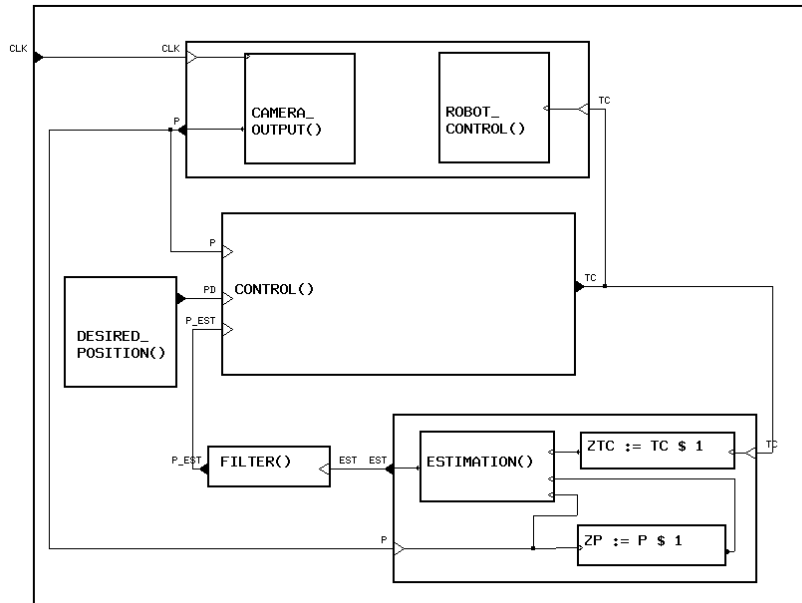 CLK
CLK
CAMERA_
OUTPUT()
ROBOT_
CONTROL()
TC
P
P
PD
CONTROL()
P_EST
TC
DESIRED_
POSITION()
P_EST
FILTER()
EST
EST
ESTIMATION()
ZTC := TC $ 1
TC
P
ZP := P $ 1